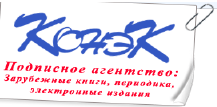 КОНЭК
Подписное агентство:
Зарубежные книги, периодика,
электронные издания